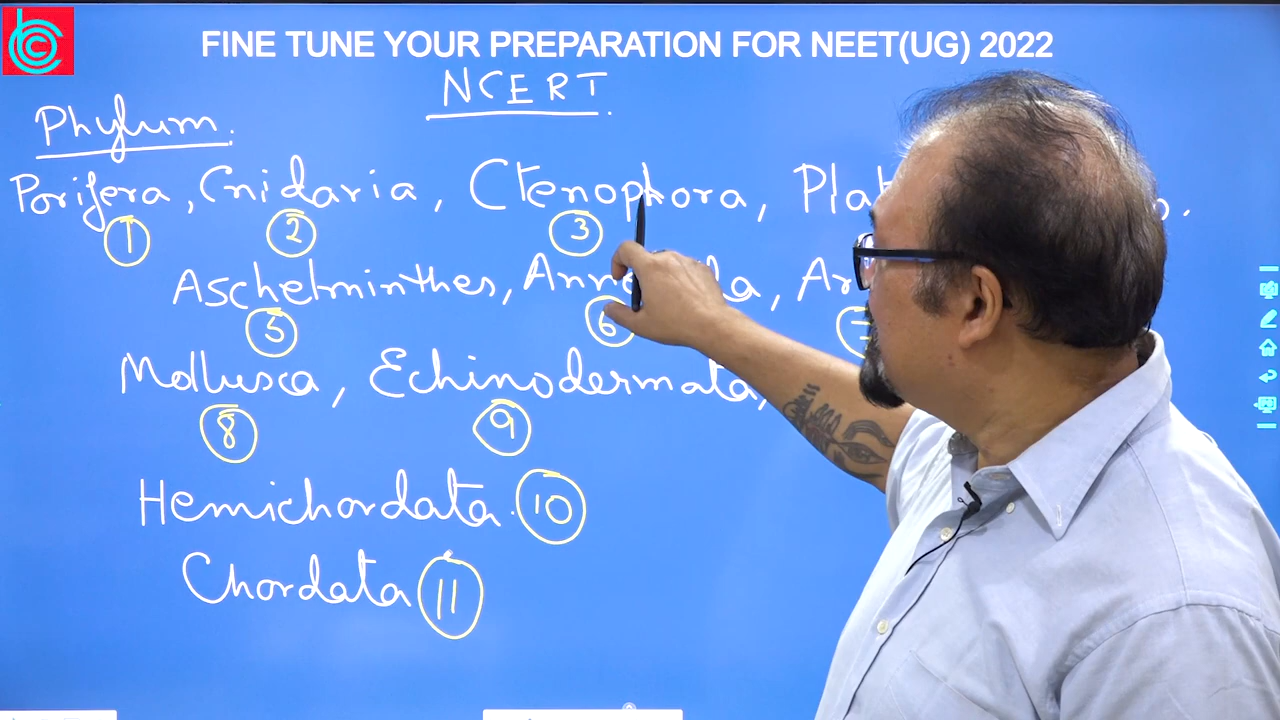 FINE TUNE YOUR PREPARATION FOR NEET(UG) 2022
NCERT
Phylum.
Porifera, Cnidaria, Ctenophora,
1 2 3
Aschelminthes,
5 6
Mollusca, Echinodermata,
8 9
Hemichordata. 10
Chordata 11